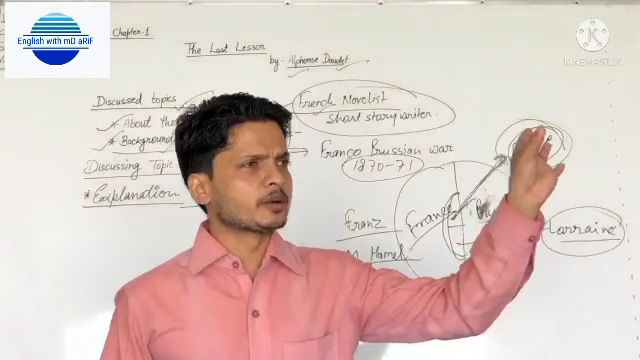 English with mD aRiF
Chapter-1
The Last Lesson
by- Alphonse Daudet
KINEMASTER
Discussed topics
* About the
* Background
Discussing Topic
* Explanation
French Novelist
Short story writer
Franco Prussian war
1870-71
Franz
M. Hamel
France
Lorraine